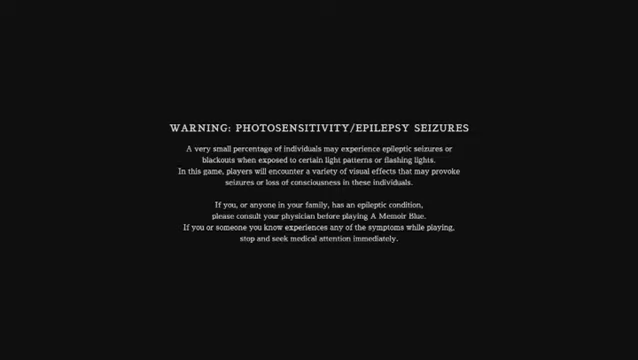 WARNING: PHOTOSENSITIVITY/EPILEPSY SEIZURES
A very small percentage of individuals may experience epileptic seizures or
blackouts when exposed to certain light patterns or flashing lights.
In this game, players will encounter a variety of visual effects that may provoke
seizures or loss of consciousness in these individuals.
If you, or anyone in your family, has an epileptic condition,
please consult your physician before playing A Memoir Blue.
If you or someone you know experiences any of the symptoms while playing,
stop and seek medical attention immediately.